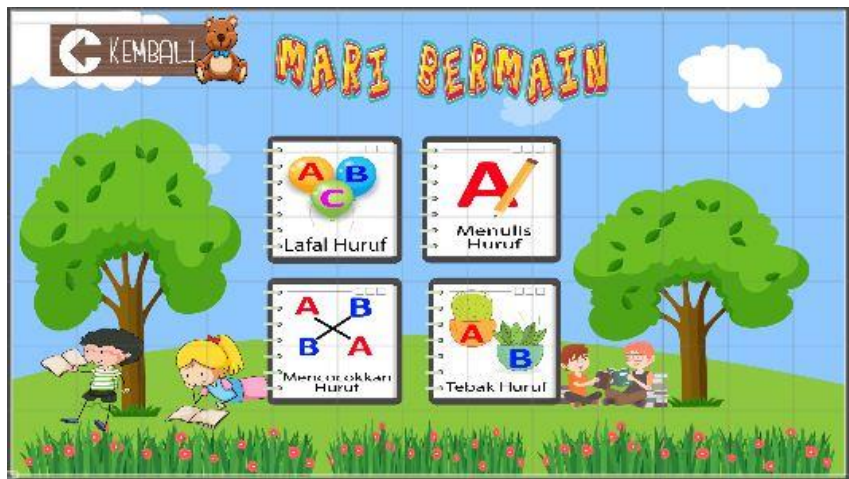 KEMBALI
MARI BERMAIN
A B
C
Lafal Huruf
A
Menulis
Huruf
A B
B A
Mencocokkan
Huruf
A
B
Tebak Huruf